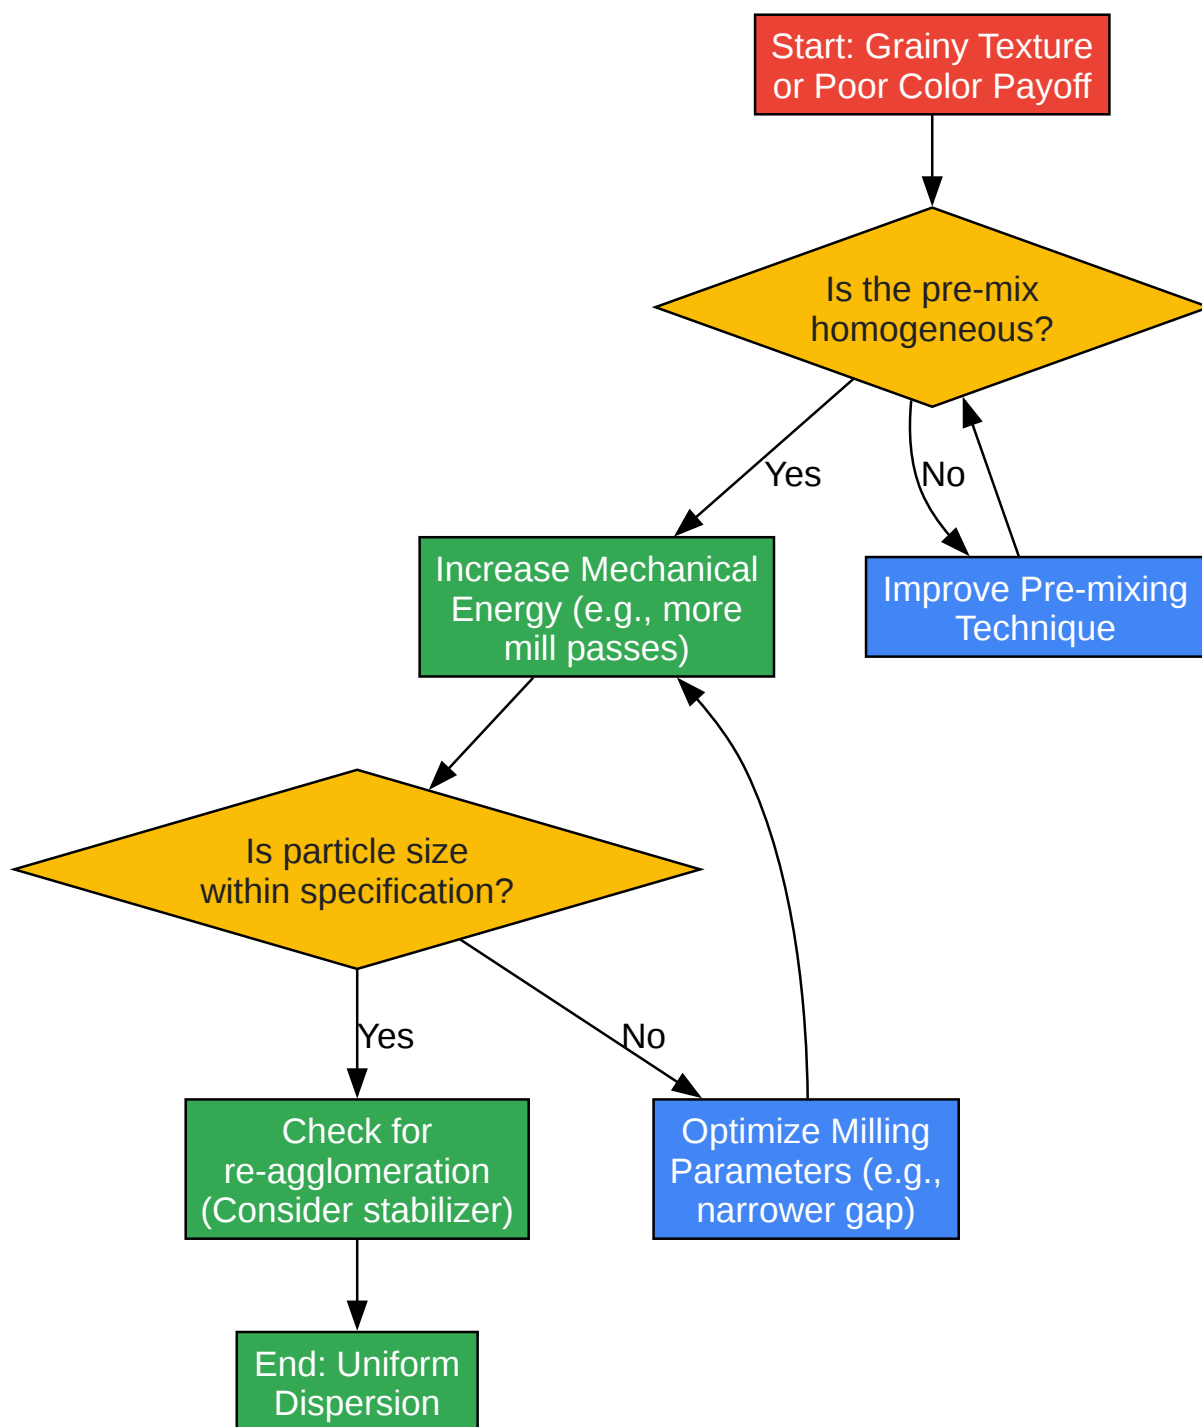 Start: Grainy Texture
or Poor Color Payoff
Is the pre-mix
homogeneous?
Yes
No
Increase Mechanical
Energy (e.g., more
mill passes)
Improve Pre-mixing
Technique
Is particle size
within specification?
Yes
No
Check for
re-agglomeration
(Consider stabilizer)
Optimize Milling
Parameters (e.g.,
narrower gap)
End: Uniform
Dispersion